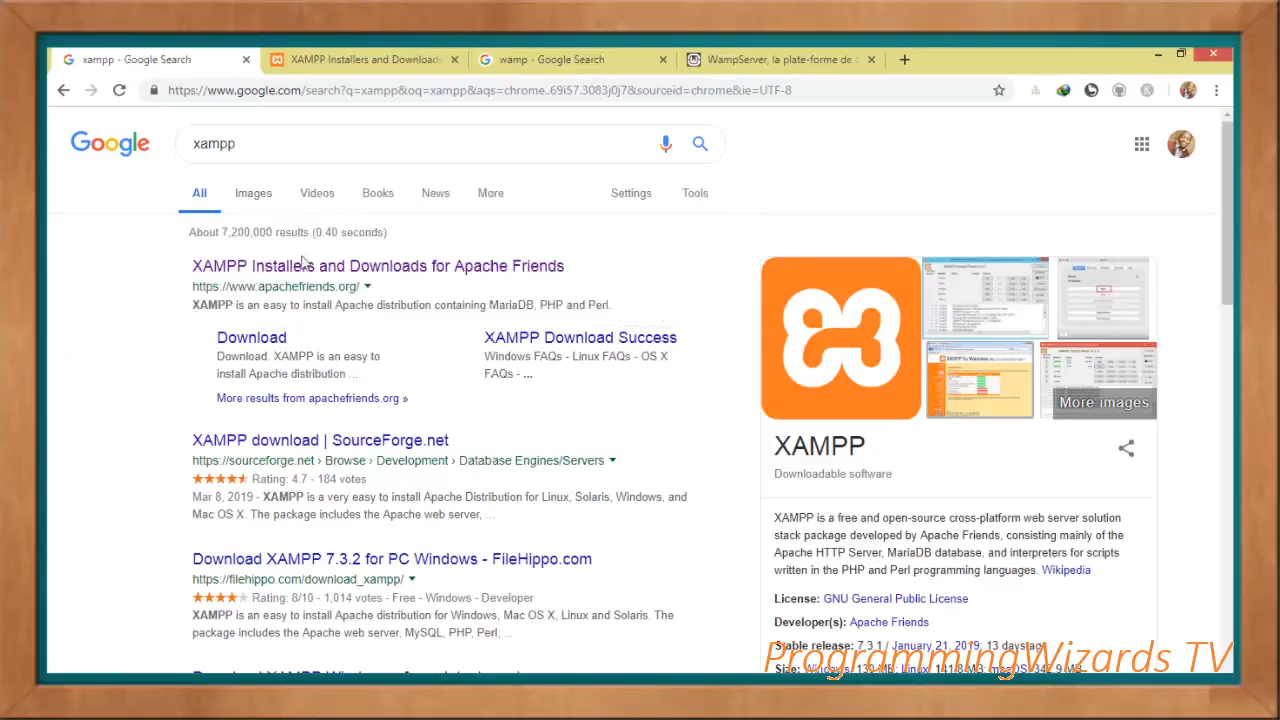 xampp - Google Search
XAMPP Installers and Downloads
wamp - Google Search
WampServer, la plate-forme de
https://www.google.com/search?q=xampp&oq=xampp&aqs=chrome..69i57.3083j0j7&sourceid=chrome&ie=UTF-8
Google
xampp
All Images Videos Books News More Settings Tools
About 7,200,000 results (0.40 seconds)
XAMPP Installers and Downloads for Apache Friends
https://www.apachefriends.org/
XAMPP is an easy to install Apache distribution containing MariaDB, PHP and Perl.
Download
Download. XAMPP is an easy to
install Apache distribution
XAMPP Download Success
Windows FAQs - Linux FAQs - OS X
FAQs - ...
More results from apachefriends.org »
XAMPP download | SourceForge.net
https://sourceforge.net › Browse › Development › Database Engines/Servers
Rating: 4.7 - 184 votes
Mar 8, 2019 - XAMPP is a very easy to install Apache Distribution for Linux, Solaris, Windows, and
Mac OS X. The package includes the Apache web server, ...
Download XAMPP 7.3.2 for PC Windows - FileHippo.com
https://filehippo.com/download_xampp/
Rating: 8/10 - 1,014 votes - Free - Windows - Developer
XAMPP is an easy to install Apache distribution for Windows, Mac OS X, Linux and Solaris. The
package includes the Apache web server, MySQL, PHP, Perl, ...
More images
XAMPP
Downloadable software
XAMPP is a free and open-source cross-platform web server solution
stack package developed by Apache Friends, consisting mainly of the
Apache HTTP Server, MariaDB database, and interpreters for scripts
written in the PHP and Perl programming languages. Wikipedia
License: GNU General Public License
Developer(s): Apache Friends
Stable release: 7.3.1 / January 21, 2019; 13 days ago
Size: Windows: 130 MB; Linux: 141.8 MB; macOS:
ProgrammingWizards TV